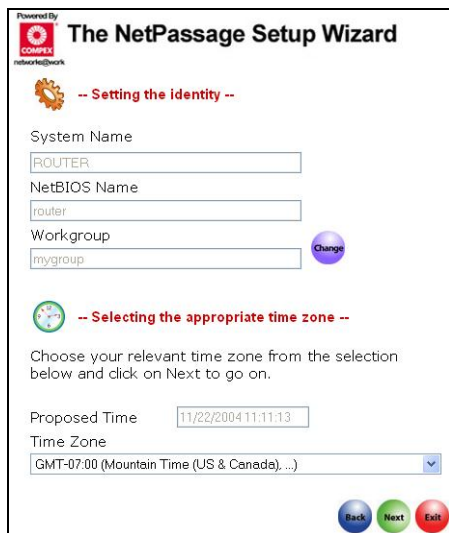 Powered By
COMPEX
networks@work
The NetPassage Setup Wizard
-- Setting the identity --
System Name
ROUTER
NetBIOS Name
router
Workgroup
mygroup
Change
-- Selecting the appropriate time zone --
Choose your relevant time zone from the selection
below and click on Next to go on.
Proposed Time 11/22/2004 11:11:13
Time Zone
GMT-07:00 (Mountain Time (US & Canada), ...)
Back Next Exit